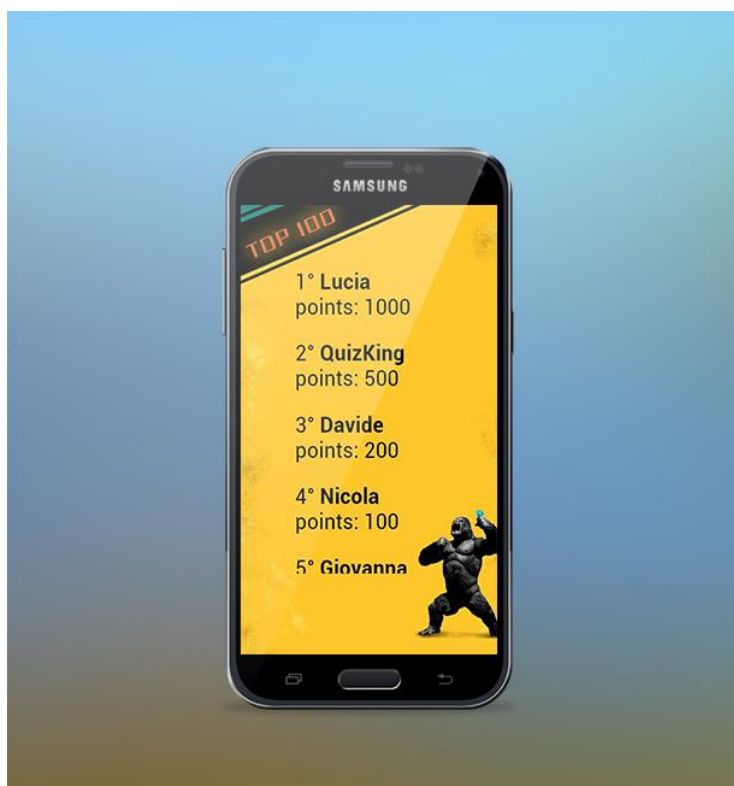 SAMSUNG
TOP 100
1° Lucia
points: 1000
2° QuizKing
points: 500
3° Davide
points: 200
4° Nicola
points: 100
5° Giovanna